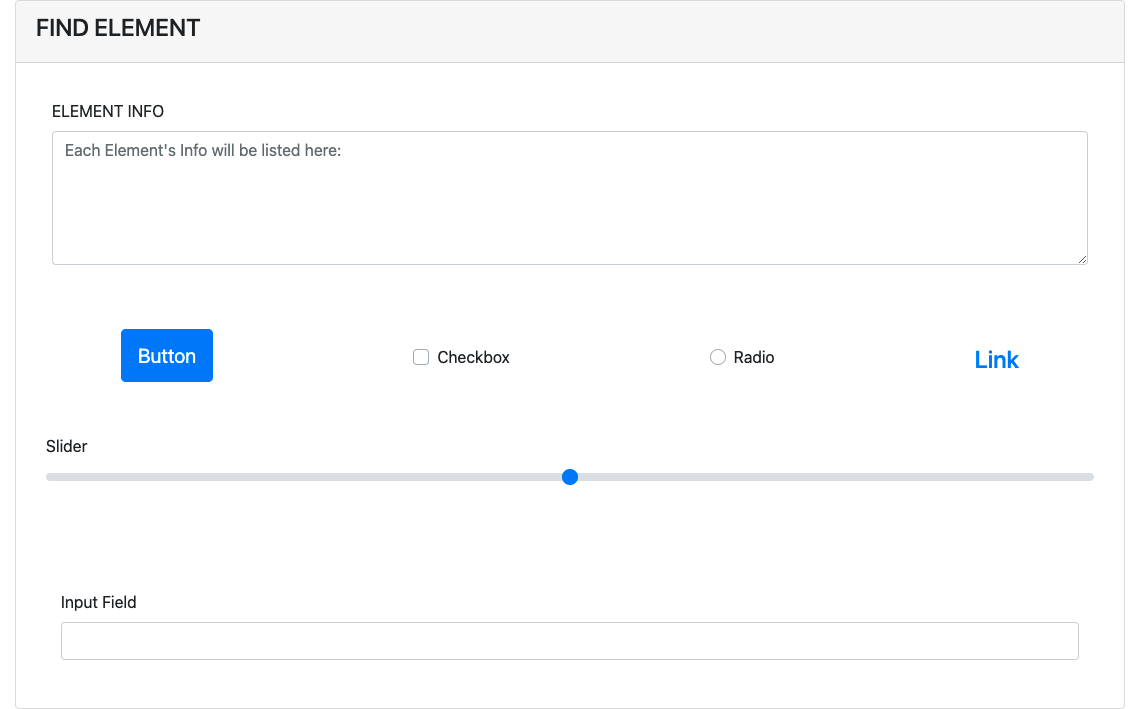 FIND ELEMENT
ELEMENT INFO
Each Element's Info will be listed here:
Button
Checkbox
Radio
Link
Slider
Input Field